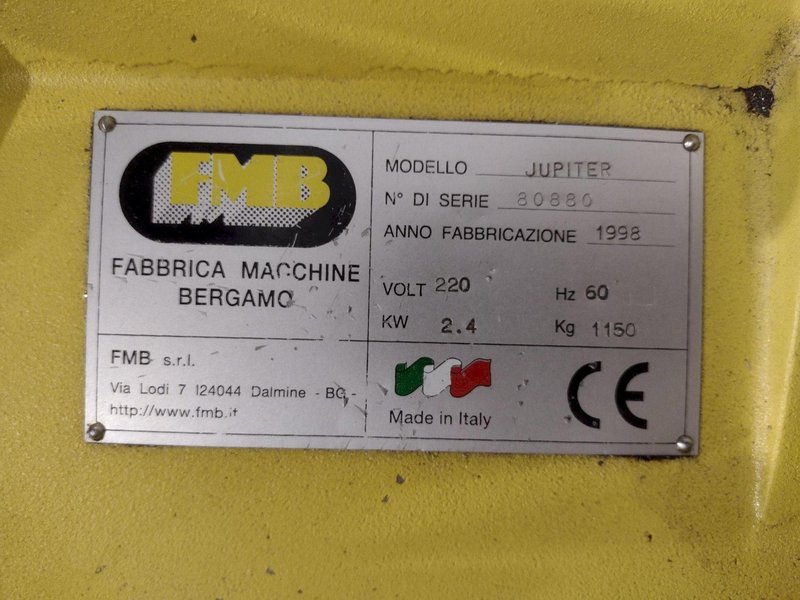 FMB
FABBRICA MACCHINE
BERGAMO
MODELLO JUPITER
N° DI SERIE 80880
ANNO FABBRICAZIONE 1998
VOLT 220 Hz 60
KW 2.4 Kg 1150
FMB s.r.l.
Via Lodi 7 I24044 Dalmine - BG -
http://www.fmb.it
Made in Italy
CE